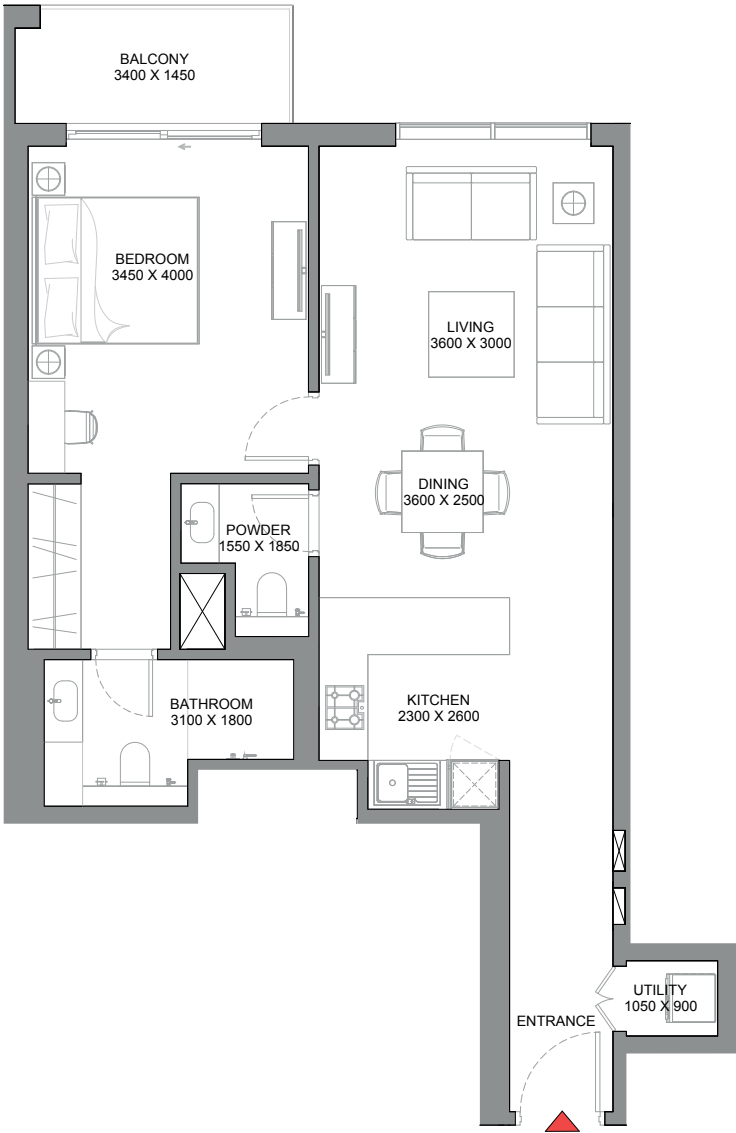 BALCONY
3400 X 1450
BEDROOM
3450 X 4000
LIVING
3600 X 3000
DINING
3600 X 2500
POWDER
1550 X 1850
BATHROOM
3100 X 1800
KITCHEN
2300 X 2600
UTILITY
1050 X 900
ENTRANCE